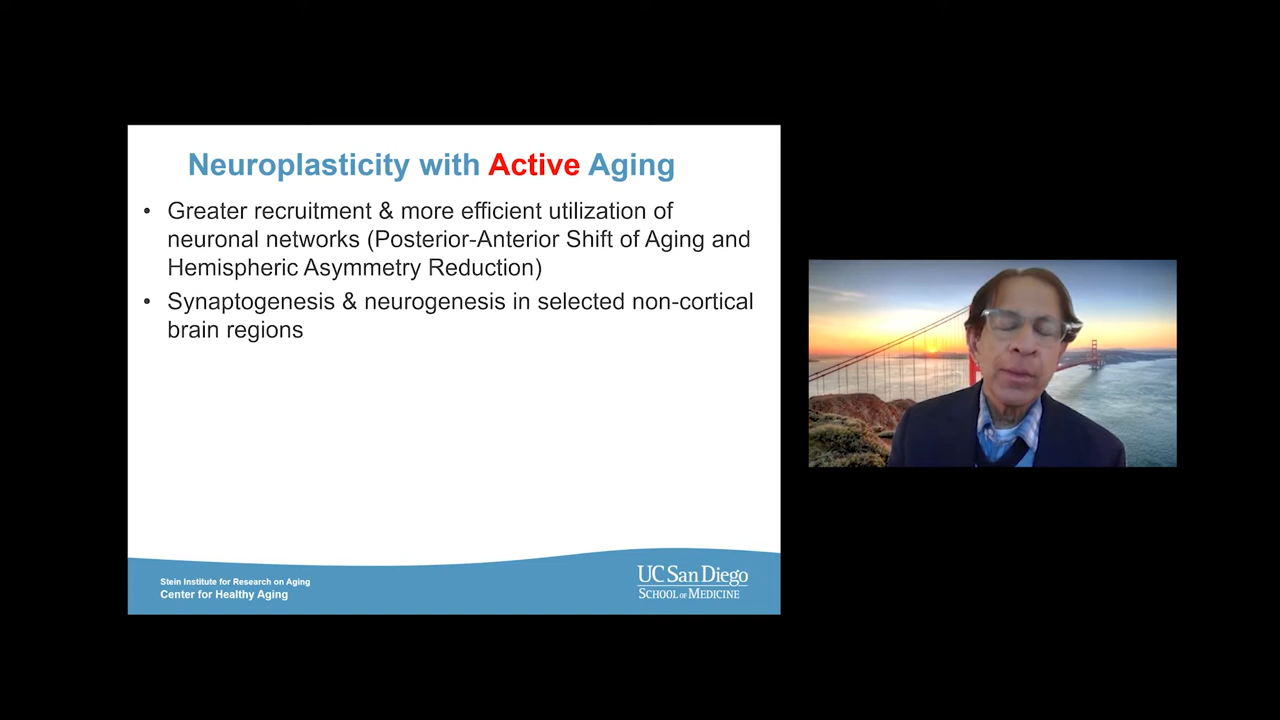 Neuroplasticity with Active Aging
• Greater recruitment & more efficient utilization of
neuronal networks (Posterior-Anterior Shift of Aging and
Hemispheric Asymmetry Reduction)
• Synaptogenesis & neurogenesis in selected non-cortical
brain regions
Stein Institute for Research on Aging
Center for Healthy Aging
UC San Diego
SCHOOL OF MEDICINE